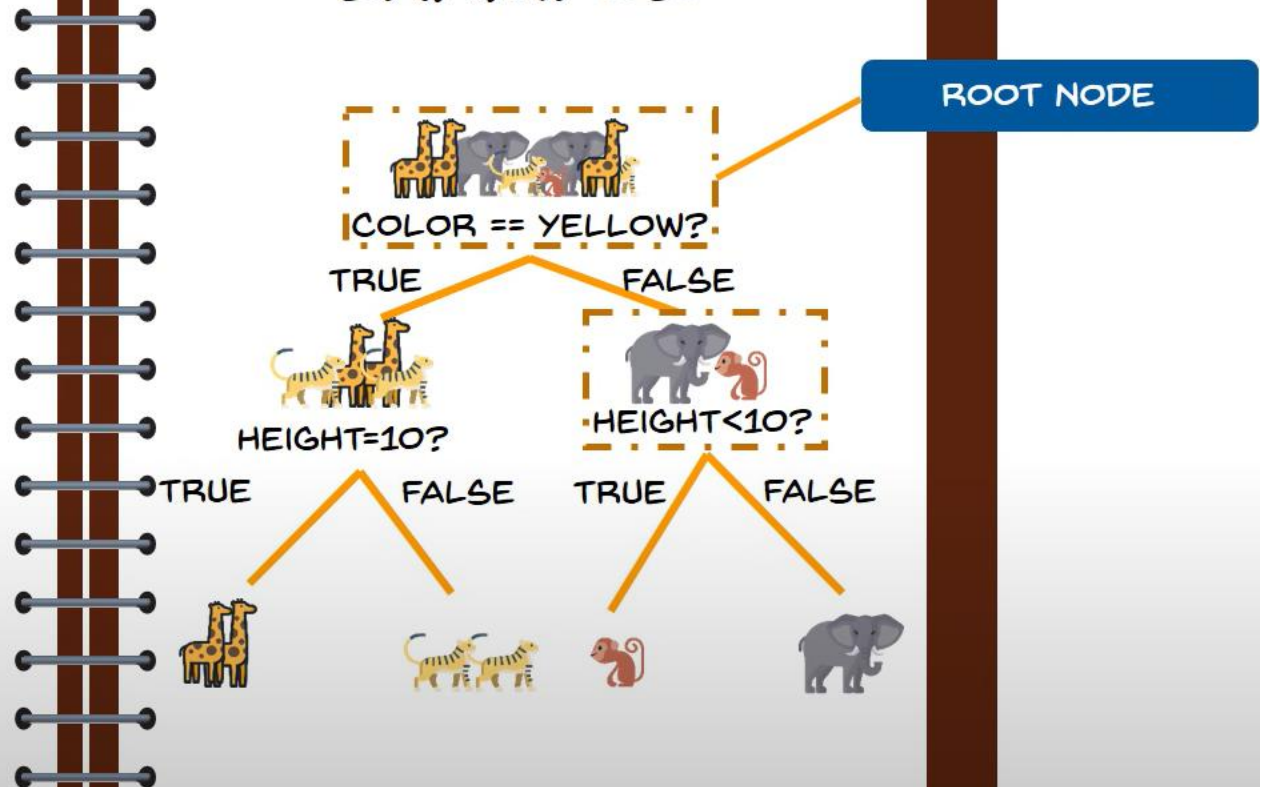 ROOT NODE
COLOR == YELLOW?
TRUE FALSE
HEIGHT=10? HEIGHT<10?
TRUE FALSE TRUE FALSE